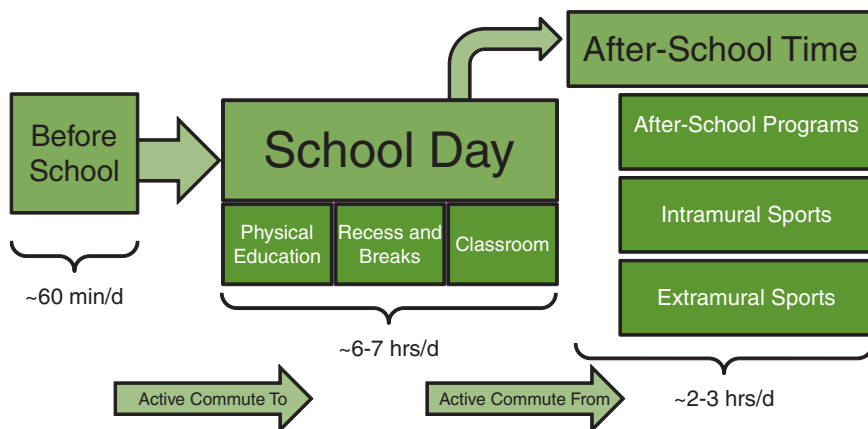 Before
School
~60 min/d
School Day
Physical
Education
Recess and
Breaks
Classroom
~6-7 hrs/d
After-School Time
After-School Programs
Intramural Sports
Extramural Sports
~2-3 hrs/d
Active Commute To
Active Commute From